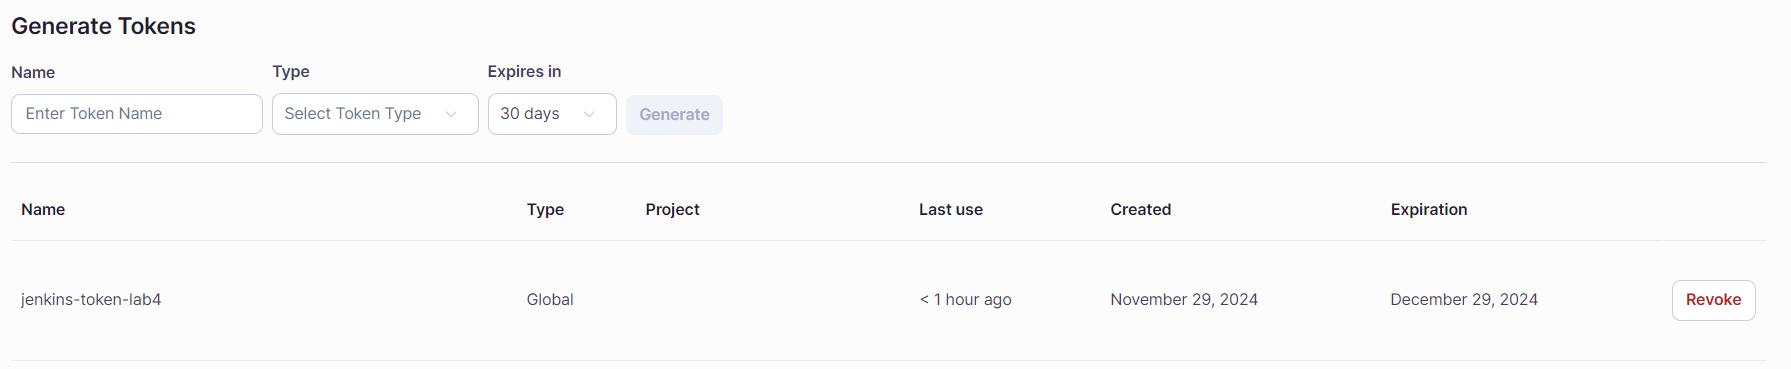 Generate Tokens
Name Type Expires in
Enter Token Name Select Token Type 30 days Generate
Name Type Project Last use Created Expiration
jenkins-token-lab4 Global < 1 hour ago November 29, 2024 December 29, 2024 Revoke